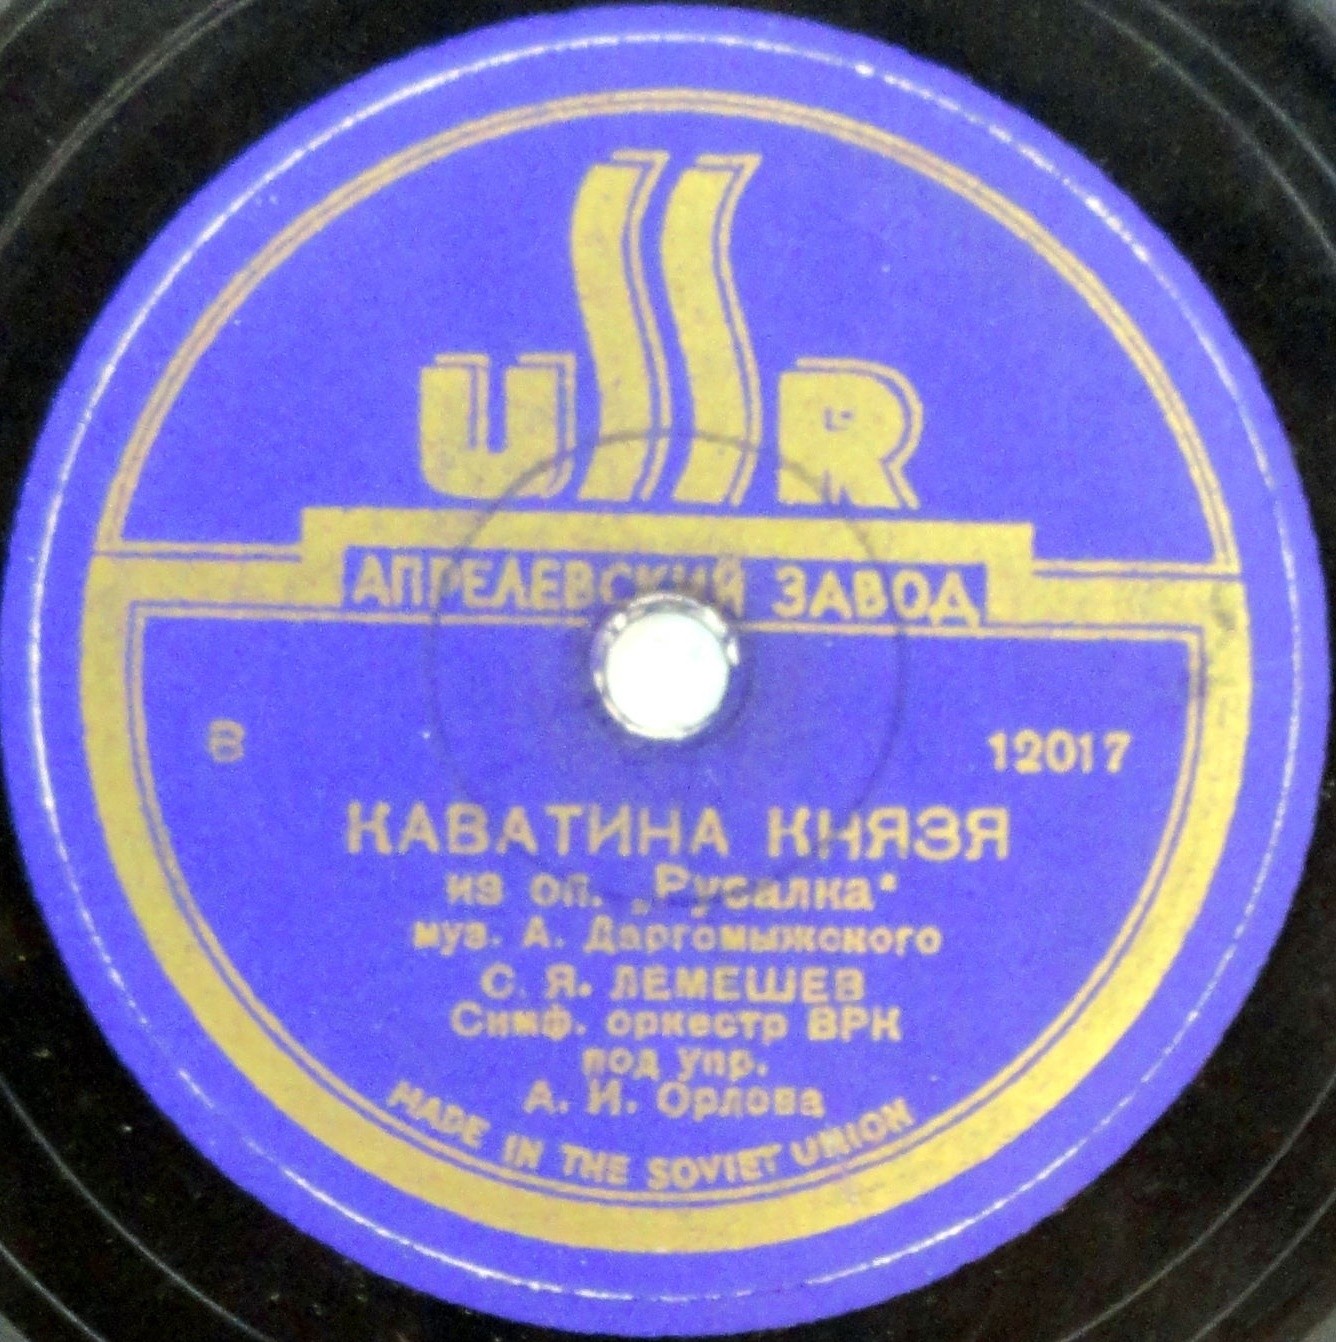 USSR
АПРЕЛЕВСКИЙ ЗАВОД
В 12017
КАВАТИНА КНЯЗЯ
из оп. „Русалка“
муз. А. Даргомыжского
С. Я. ЛЕМЕШЕВ
Симф. оркестр ВРК
под упр.
А. И. Орлова
MADE IN THE SOVIET UNION